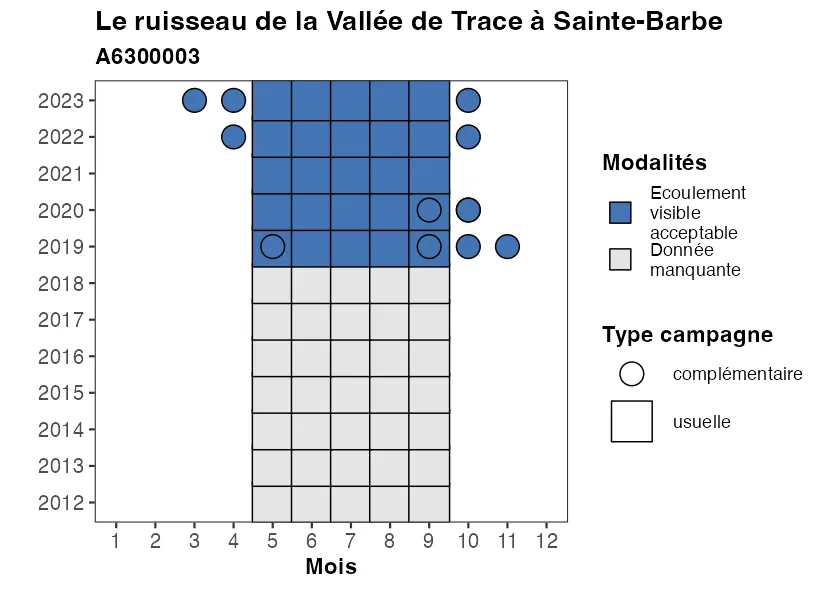 Le ruisseau de la Vallée de Trace à Sainte-Barbe
A6300003
2023
2022
2021
2020
2019
2018
2017
2016
2015
2014
2013
2012
1 2 3 4 5 6 7 8 9 10 11 12
Mois
Modalités
Ecoulement
visible
acceptable
Donnée
manquante
Type campagne
complémentaire
usuelle